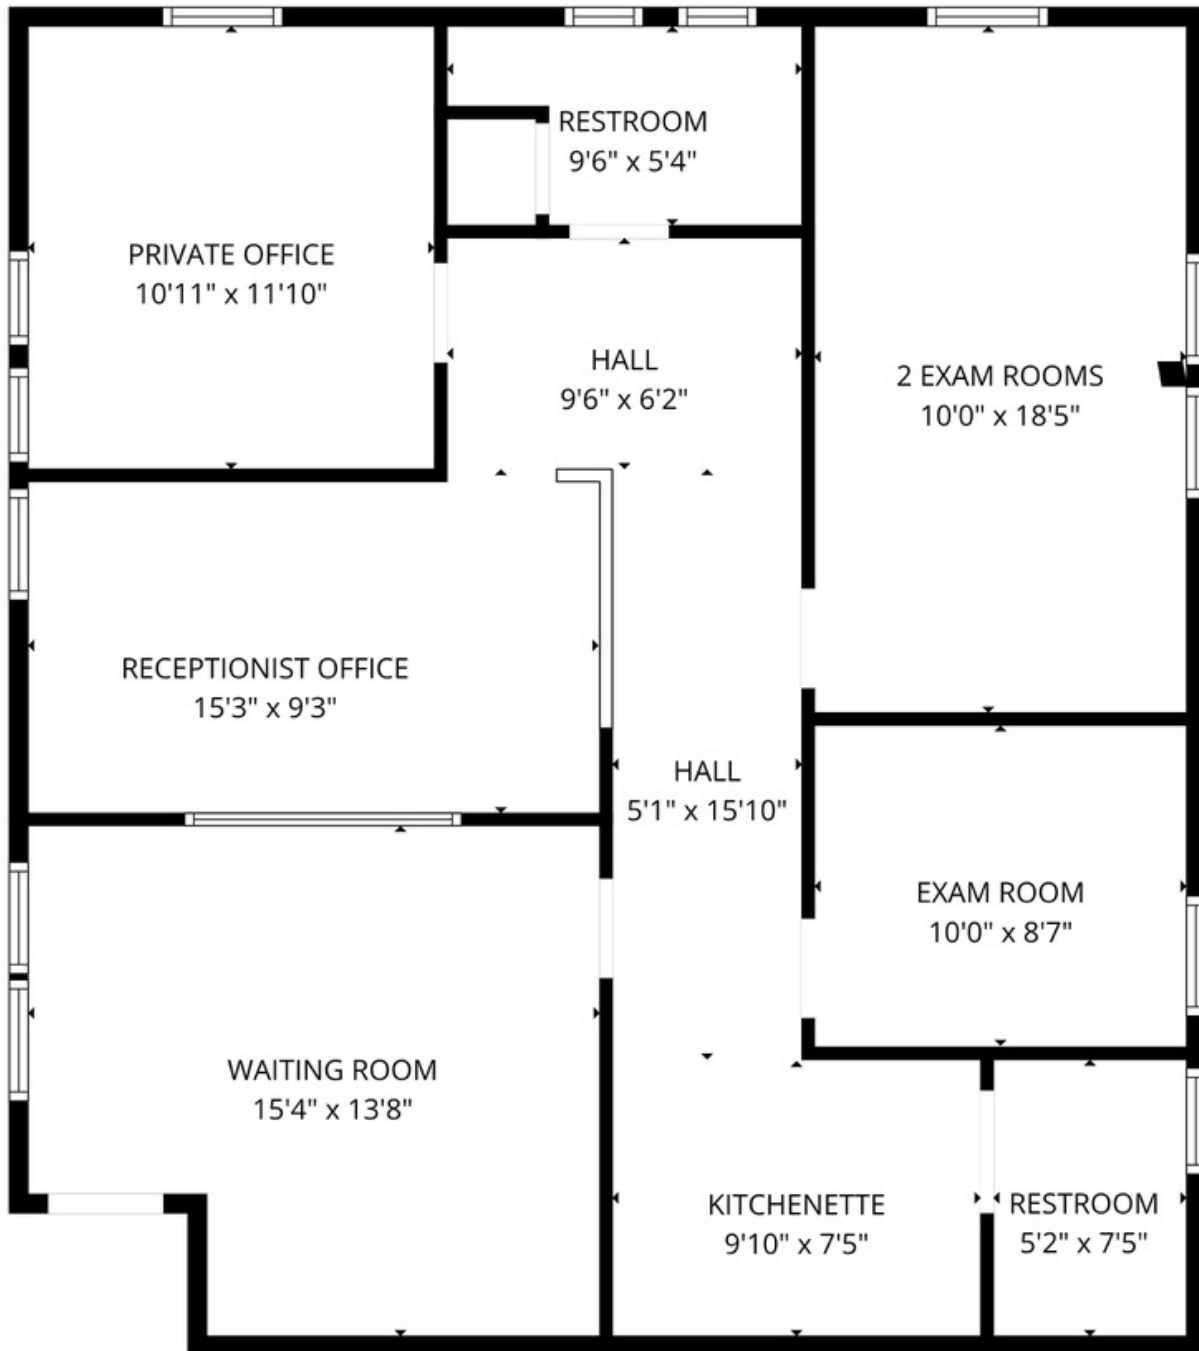 RESTROOM
9'6" x 5'4"
PRIVATE OFFICE
10'11" x 11'10"
HALL
9'6" x 6'2"
2 EXAM ROOMS
10'0" x 18'5"
RECEPTIONIST OFFICE
15'3" x 9'3"
HALL
5'1" x 15'10"
EXAM ROOM
10'0" x 8'7"
WAITING ROOM
15'4" x 13'8"
KITCHENETTE
9'10" x 7'5"
RESTROOM
5'2" x 7'5"